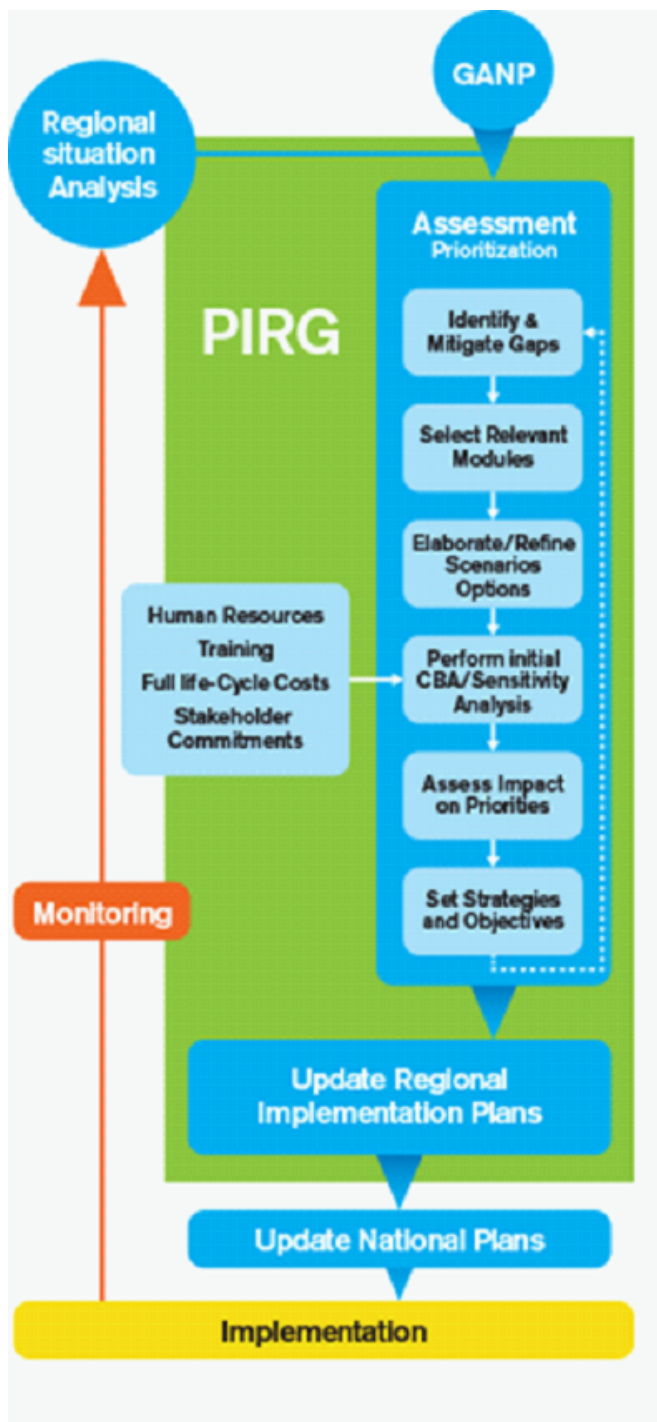 GANP
Regional
situation
Analysis
Assessment
Prioritization
PIRG
Identify &
Mitigate Gaps
Select Relevant
Modules
Elaborate/Refine
Scenarios
Options
Human Resources
Training
Full life-Cycle Costs
Stakeholder
Commitments
Perform initial
CBA/Sensitivity
Analysis
Assess Impact
on Priorities
Set Strategies
and Objectives
Monitoring
Update Regional
Implementation Plans
Update National Plans
Implementation